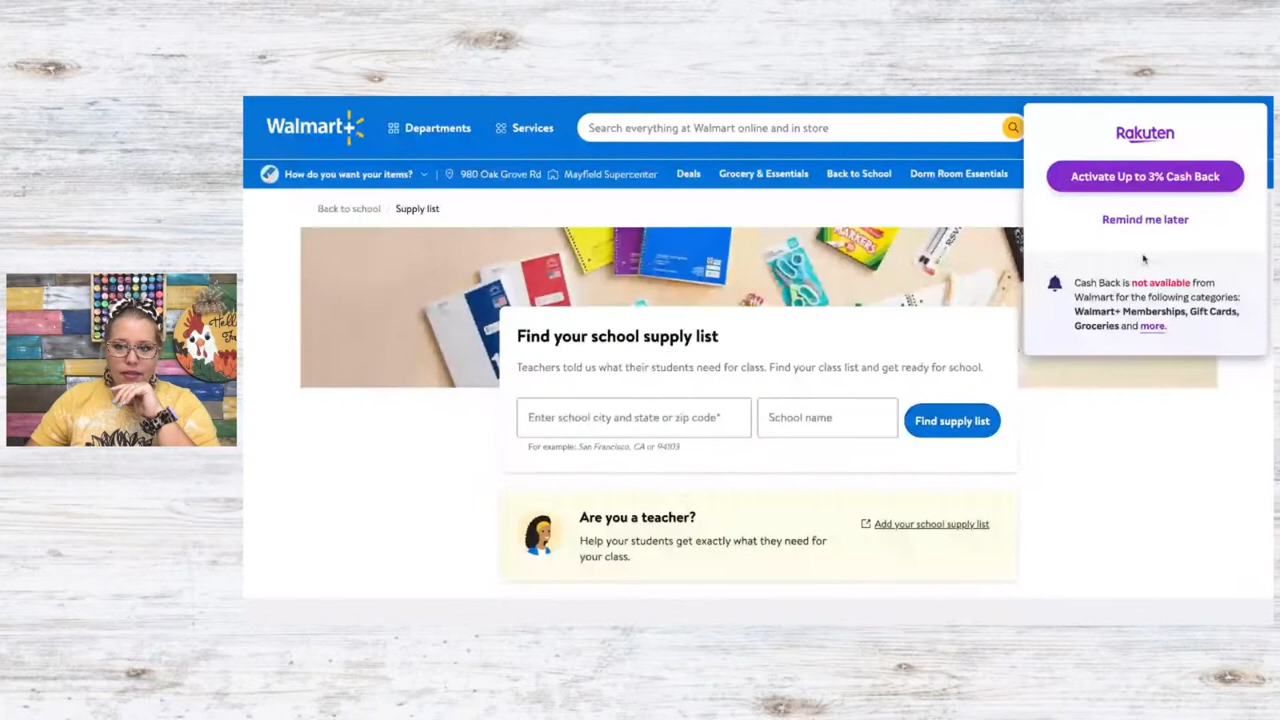 Walmart+
Departments
Services
Search everything at Walmart online and in store
How do you want your items?
980 Oak Grove Rd
Mayfield Supercenter
Deals
Grocery & Essentials
Back to School
Dorm Room Essentials
Rakuten
Activate Up to 3% Cash Back
Remind me later
Cash Back is not available from
Walmart for the following categories:
Walmart+ Memberships, Gift Cards,
Groceries and more.
Back to school / Supply list
MARKERS
Find your school supply list
Teachers told us what their students need for class. Find your class list and get ready for school.
Enter school city and state or zip code*
School name
Find supply list
For example: San Francisco, CA or 94103
Are you a teacher?
Help your students get exactly what they need for
your class.
Add your school supply list
Hello